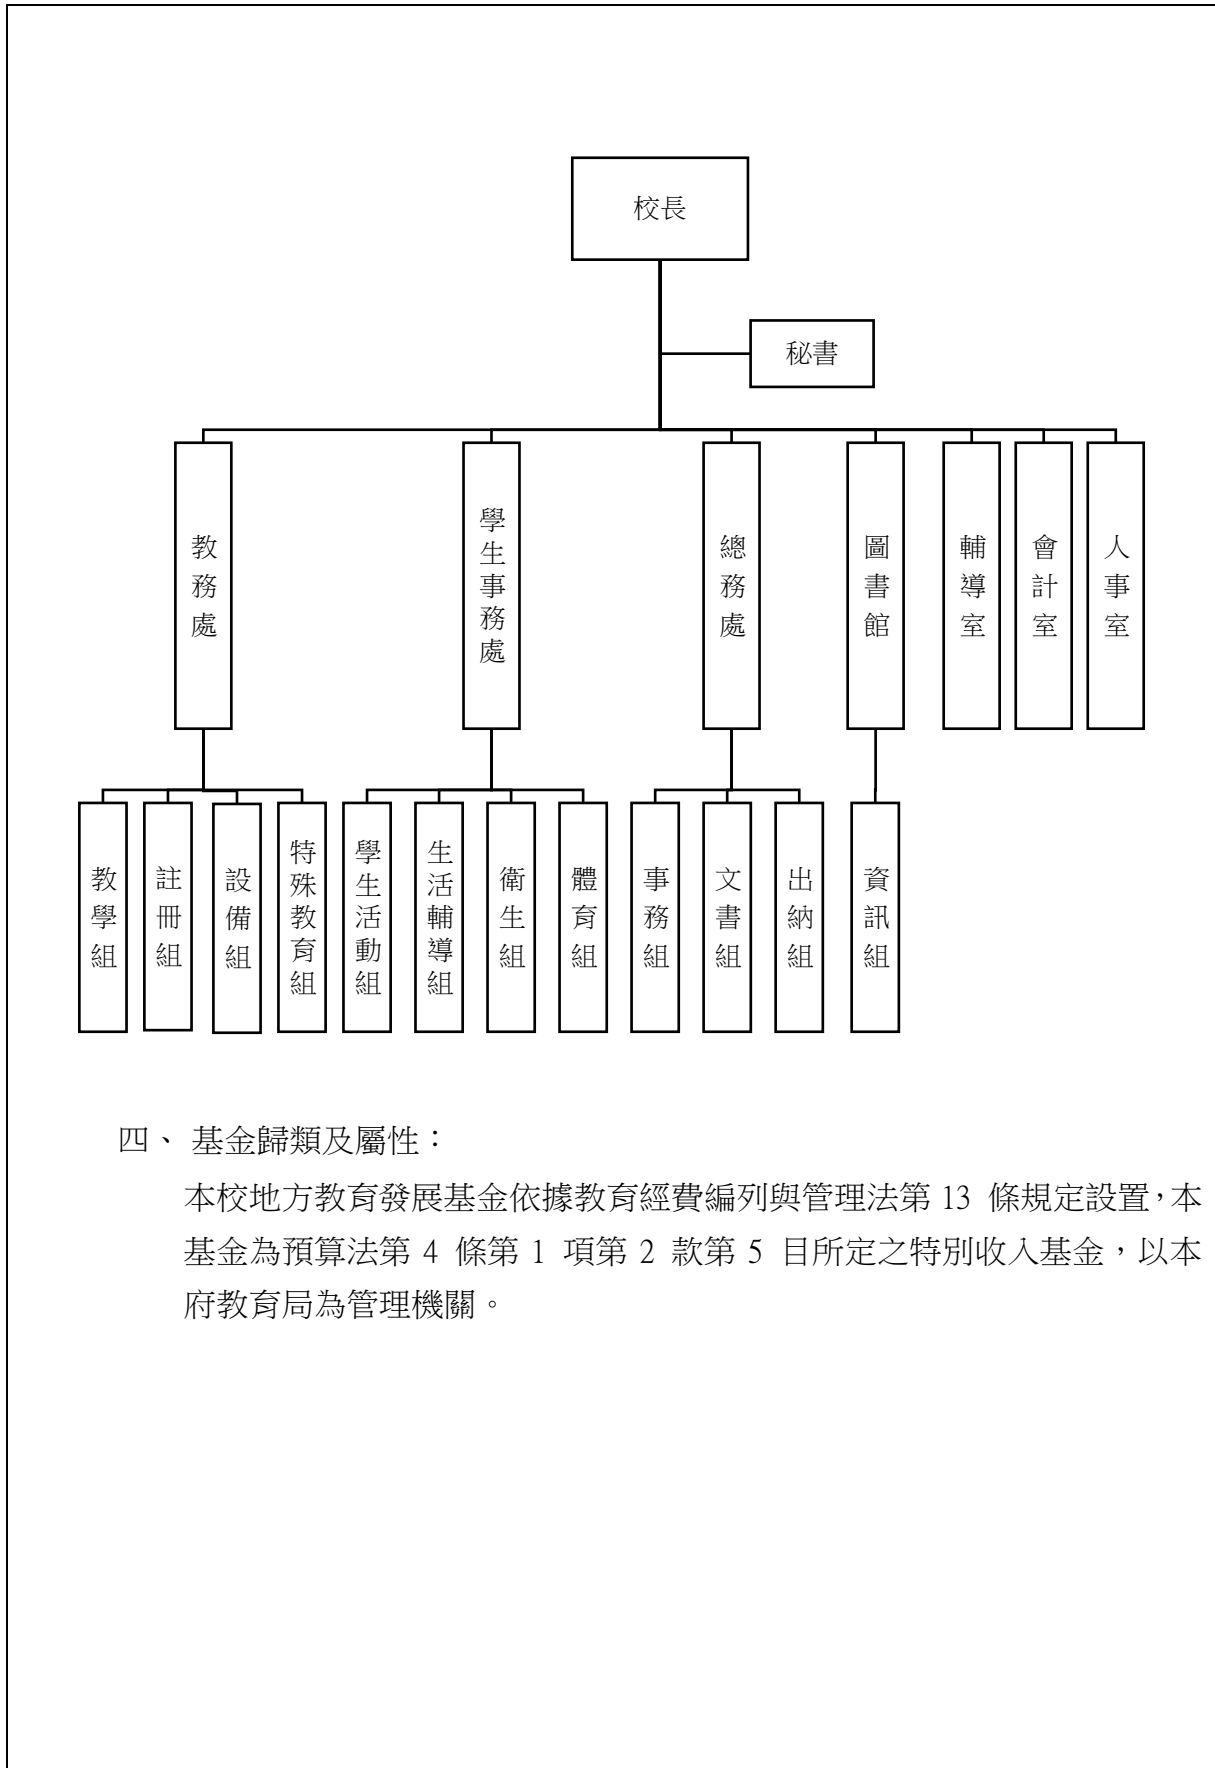 校長
秘書
教務處
學生事務處
總務處
圖書館
輔導室
會計室
人事室
教學組
註冊組
設備組
特殊教育組
學生活動組
生活輔導組
衛生組
體育組
事務組
文書組
出納組
資訊組
四、 基金歸類及屬性：
本校地方教育發展基金依據教育經費編列與管理法第 13 條規定設置，本
基金為預算法第 4 條第 1 項第 2 款第 5 目所定之特別收入基金，以本
府教育局為管理機關。